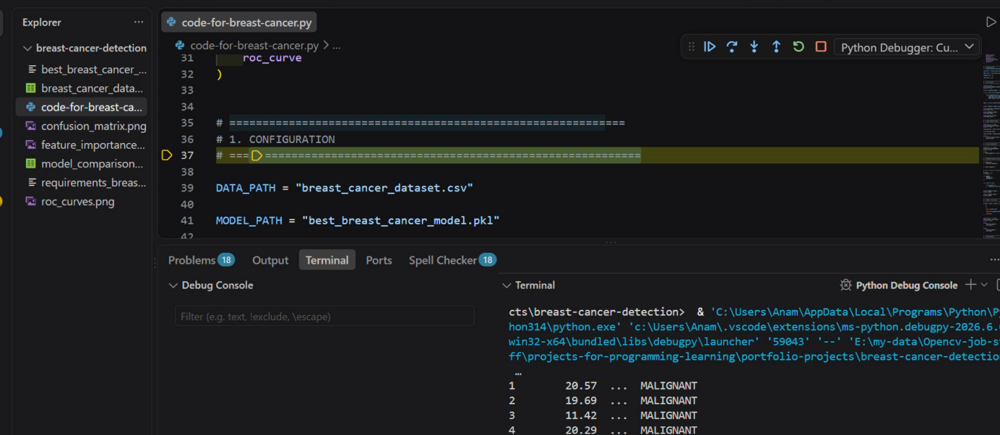 Explorer
breast-cancer-detection
best_breast_cancer_...
breast_cancer_data...
code-for-breast-ca...
confusion_matrix.png
feature_importance...
model_comparison...
requirements_breas...
roc_curves.png
code-for-breast-cancer.py
code-for-breast-cancer.py > ...
Python Debugger: Cu...
31 roc_curve
32 )
33
34
35 # ============================================================
36 # 1. CONFIGURATION
37 # ============================================================
38
39 DATA_PATH = "breast_cancer_dataset.csv"
40
41 MODEL_PATH = "best_breast_cancer_model.pkl"
42
Problems 18 Output Terminal Ports Spell Checker 18
Debug Console
Filter (e.g. text, !exclude, \escape)
Terminal
Python Debug Console
cts\breast-cancer-detection> & 'C:\Users\Anam\AppData\Local\Programs\Python\
hon314\python.exe' 'c:\Users\Anam\.vscode\extensions\ms-python.debugpy-2026.6.
win32-x64\bundled\libs\debugpy\launcher' '59043' '--' 'E:\my-data\Opencv-job-s
ff\projects-for-programming-learning\portfolio-projects\breast-cancer-detectio
…
1 20.57 ... MALIGNANT
2 19.69 ... MALIGNANT
3 11.42 ... MALIGNANT
4 20.29 ... MALIGNANT